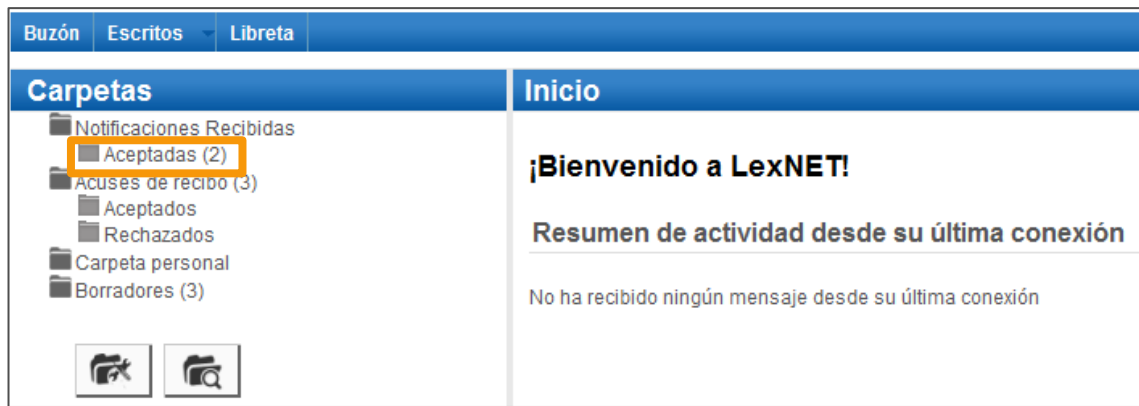 Buzón Escritos Libreta
Carpetas
Notificaciones Recibidas
Aceptadas (2)
Acuses de recibo (3)
Aceptados
Rechazados
Carpeta personal
Borradores (3)
Inicio
¡Bienvenido a LexNET!
Resumen de actividad desde su última conexión
No ha recibido ningún mensaje desde su última conexión